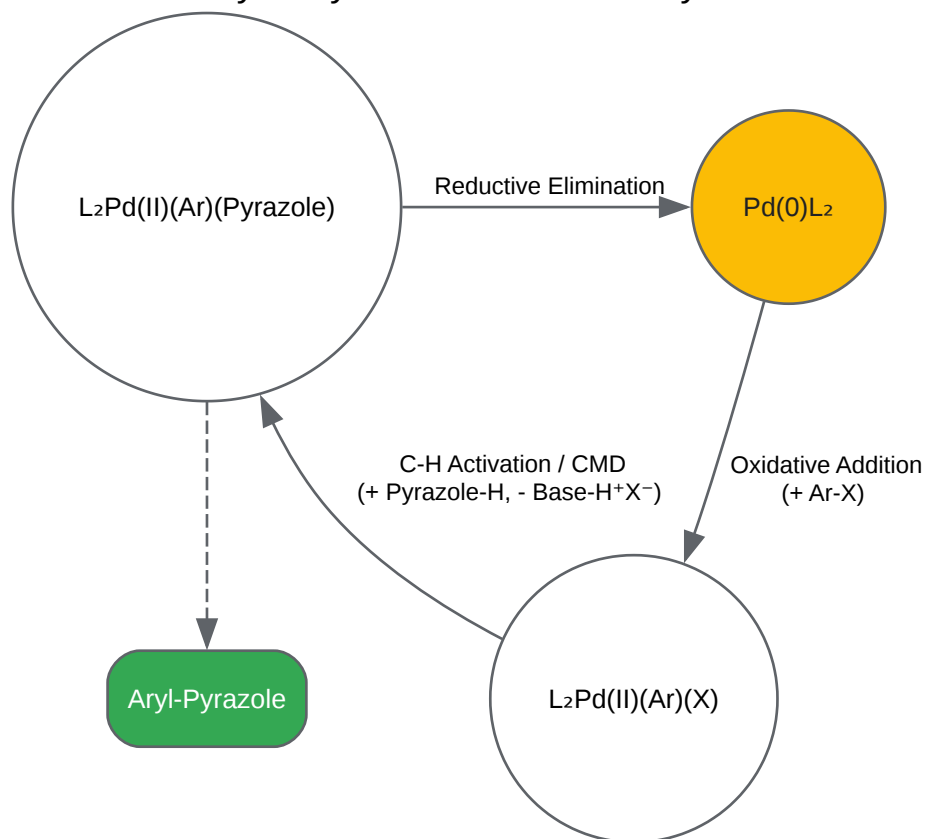 Reductive Elimination
L₂Pd(II)(Ar)(Pyrazole)
Pd(0)L₂
C-H Activation / CMD
(+ Pyrazole-H, - Base-H⁺X⁻)
Oxidative Addition
(+ Ar-X)
Aryl-Pyrazole
L₂Pd(II)(Ar)(X)